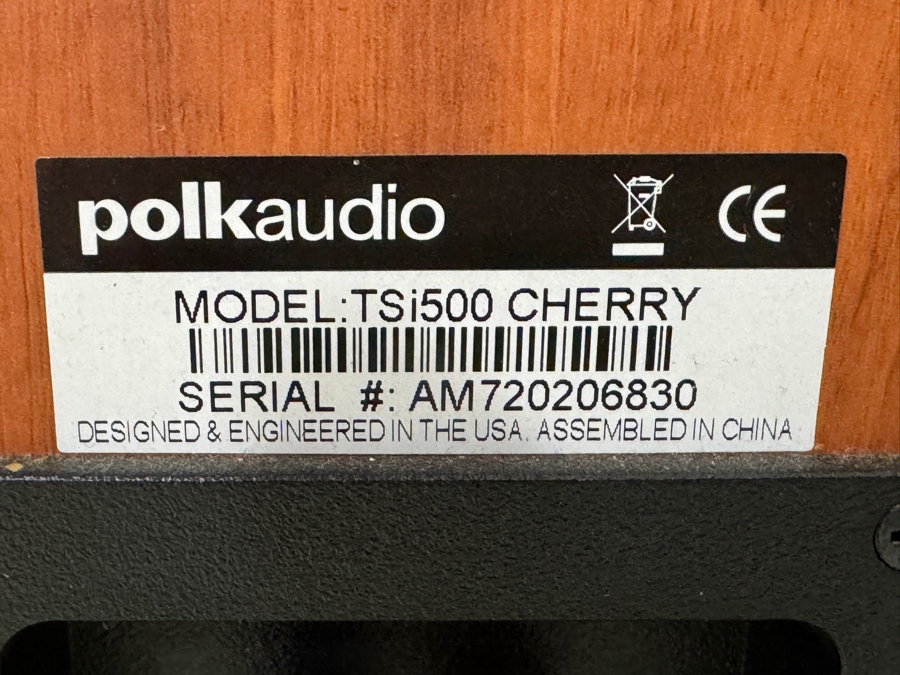 polkaudio CE
MODEL:TSi500 CHERRY
SERIAL #: AM720206830
DESIGNED & ENGINEERED IN THE USA. ASSEMBLED IN CHINA